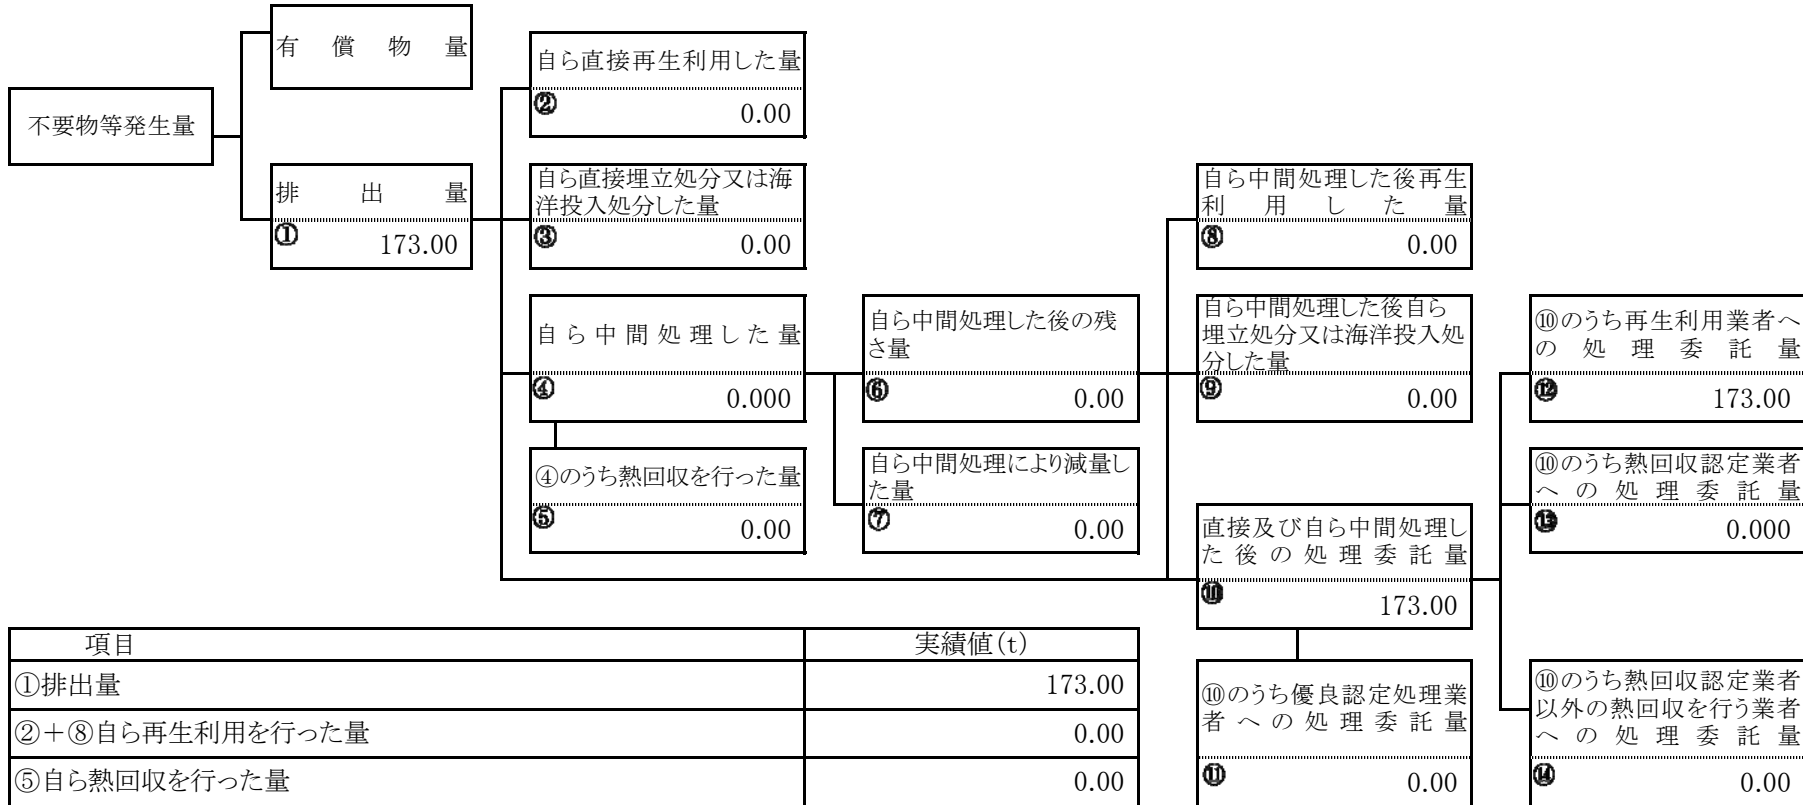 有償物量
不要物等発生量
排出量
①
173.00
自ら直接再生利用した量
②
0.00
自ら直接埋立処分又は海
洋投入処分した量
③
0.00
自ら中間処理した量
④
0.000
④のうち熱回収を行った量
⑤
0.00
自ら中間処理した後の残
さ量
⑥
0.00
自ら中間処理により減量し
た量
⑦
0.00
自ら中間処理した後再生
利用した量
⑧
0.00
自ら中間処理した後自ら
埋立処分又は海洋投入処
分した量
⑨
0.00
直接及び自ら中間処理し
た後の処理委託量
⑩
173.00
⑩のうち優良認定処理業
者への処理委託量
⑪
0.00
⑩のうち再生利用業者へ
の処理委託量
⑫
173.00
⑩のうち熱回収認定業者
への処理委託量
⑬
0.000
⑩のうち熱回収認定業者
以外の熱回収を行う業者
への処理委託量
⑭
0.00
項目 実績値(t)
①排出量 173.00
②+⑧自ら再生利用を行った量 0.00
⑤自ら熱回収を行った量 0.00